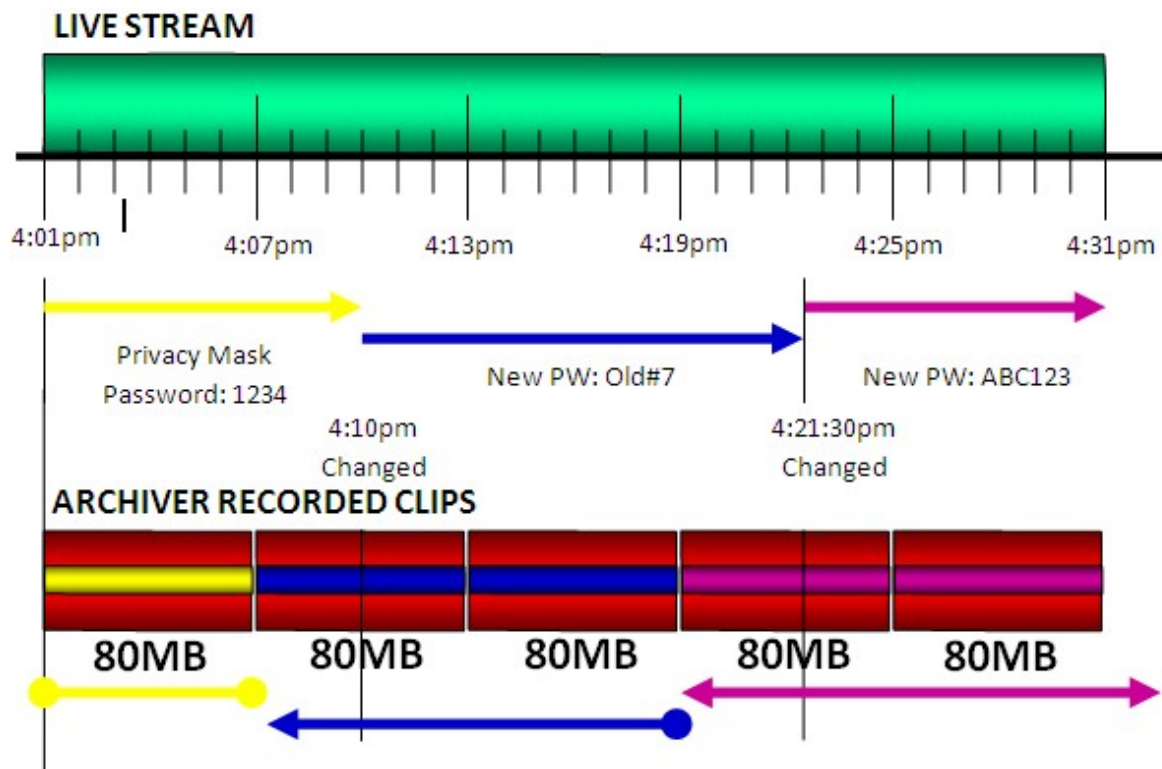 LIVE STREAM
4:01pm
4:07pm
4:13pm
4:19pm
4:25pm
4:31pm
Privacy Mask
Password: 1234
New PW: Old#7
New PW: ABC123
4:10pm
Changed
4:21:30pm
Changed
ARCHIVER RECORDED CLIPS
80MB
80MB
80MB
80MB
80MB